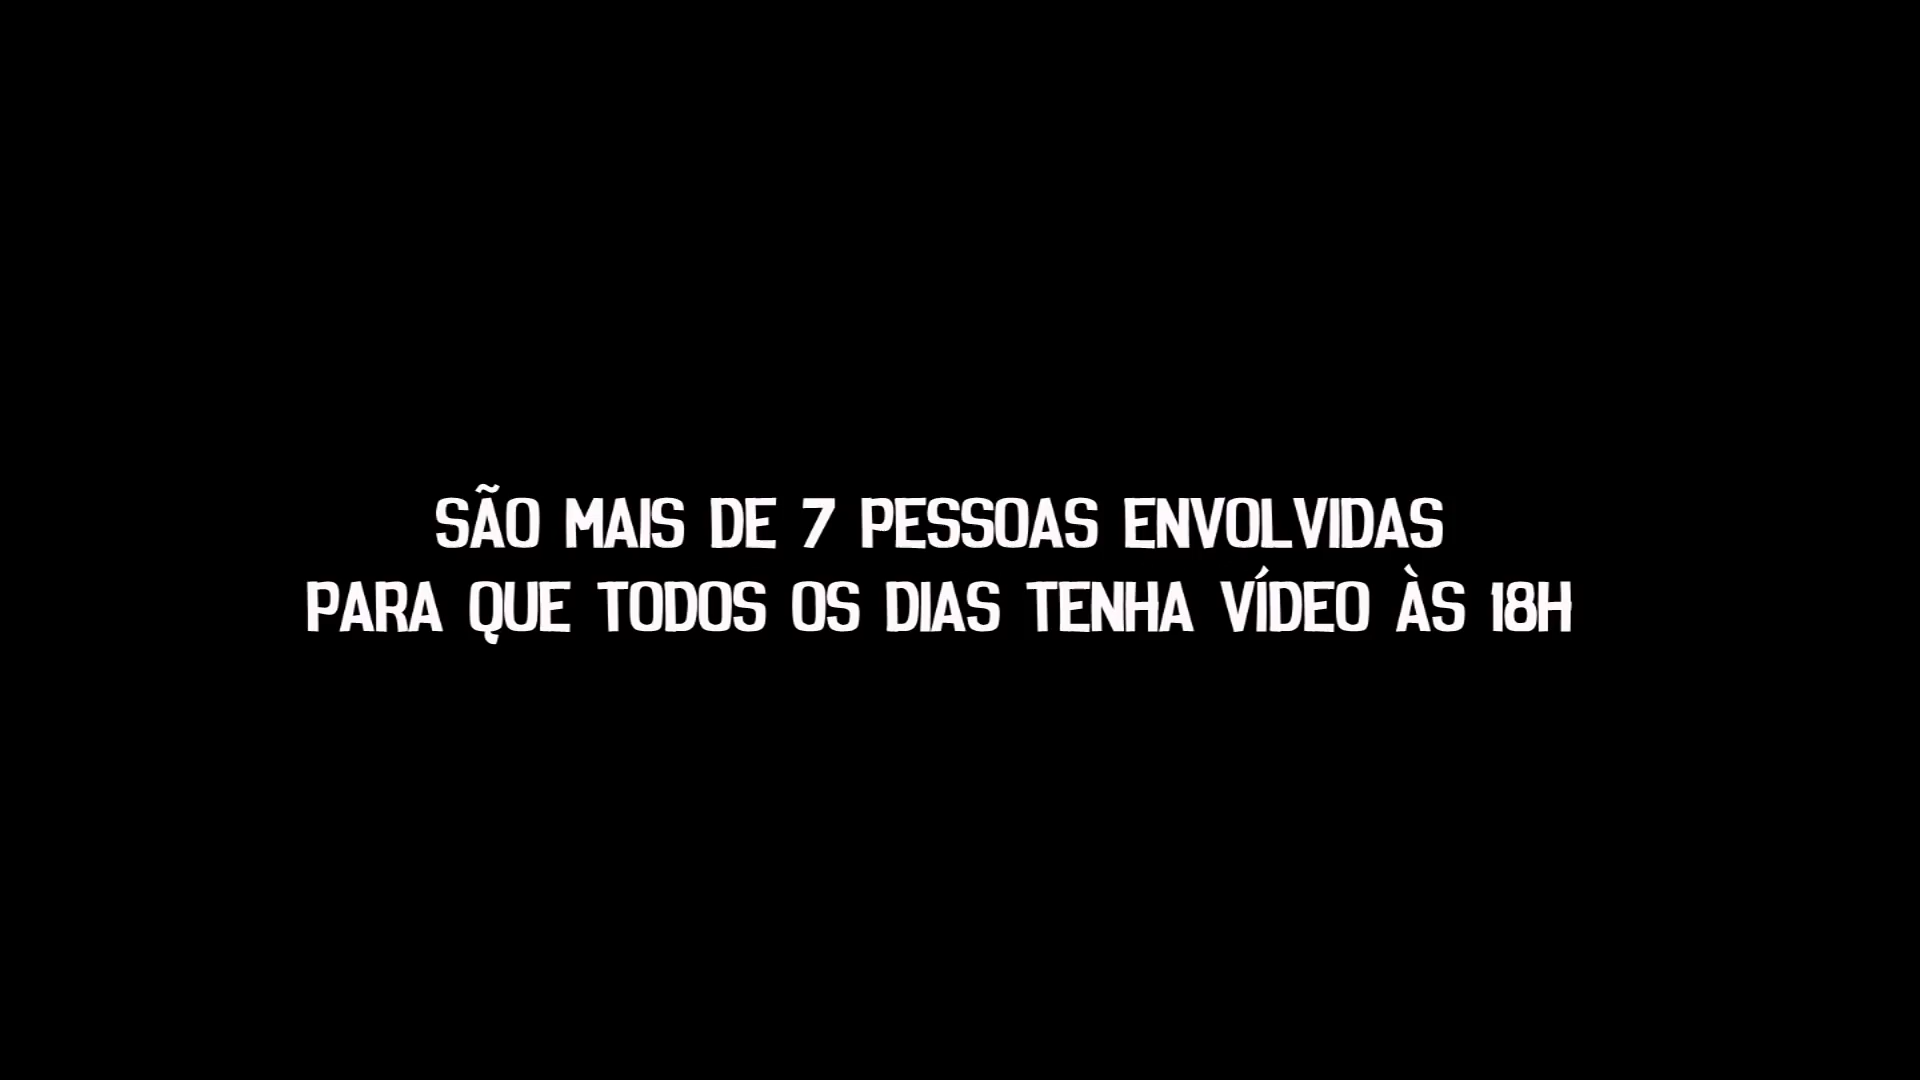 SÃO MAIS DE 7 PESSOAS ENVOLVIDAS
PARA QUE TODOS OS DIAS TENHA VÍDEO ÀS 18H